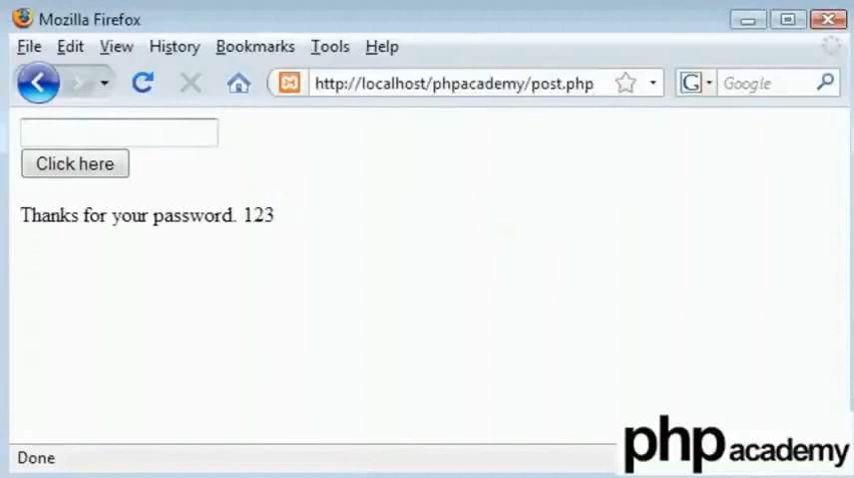 Mozilla Firefox
File Edit View History Bookmarks Tools Help
http://localhost/phpacademy/post.php
G Google
Click here
Thanks for your password. 123
Done
php academy